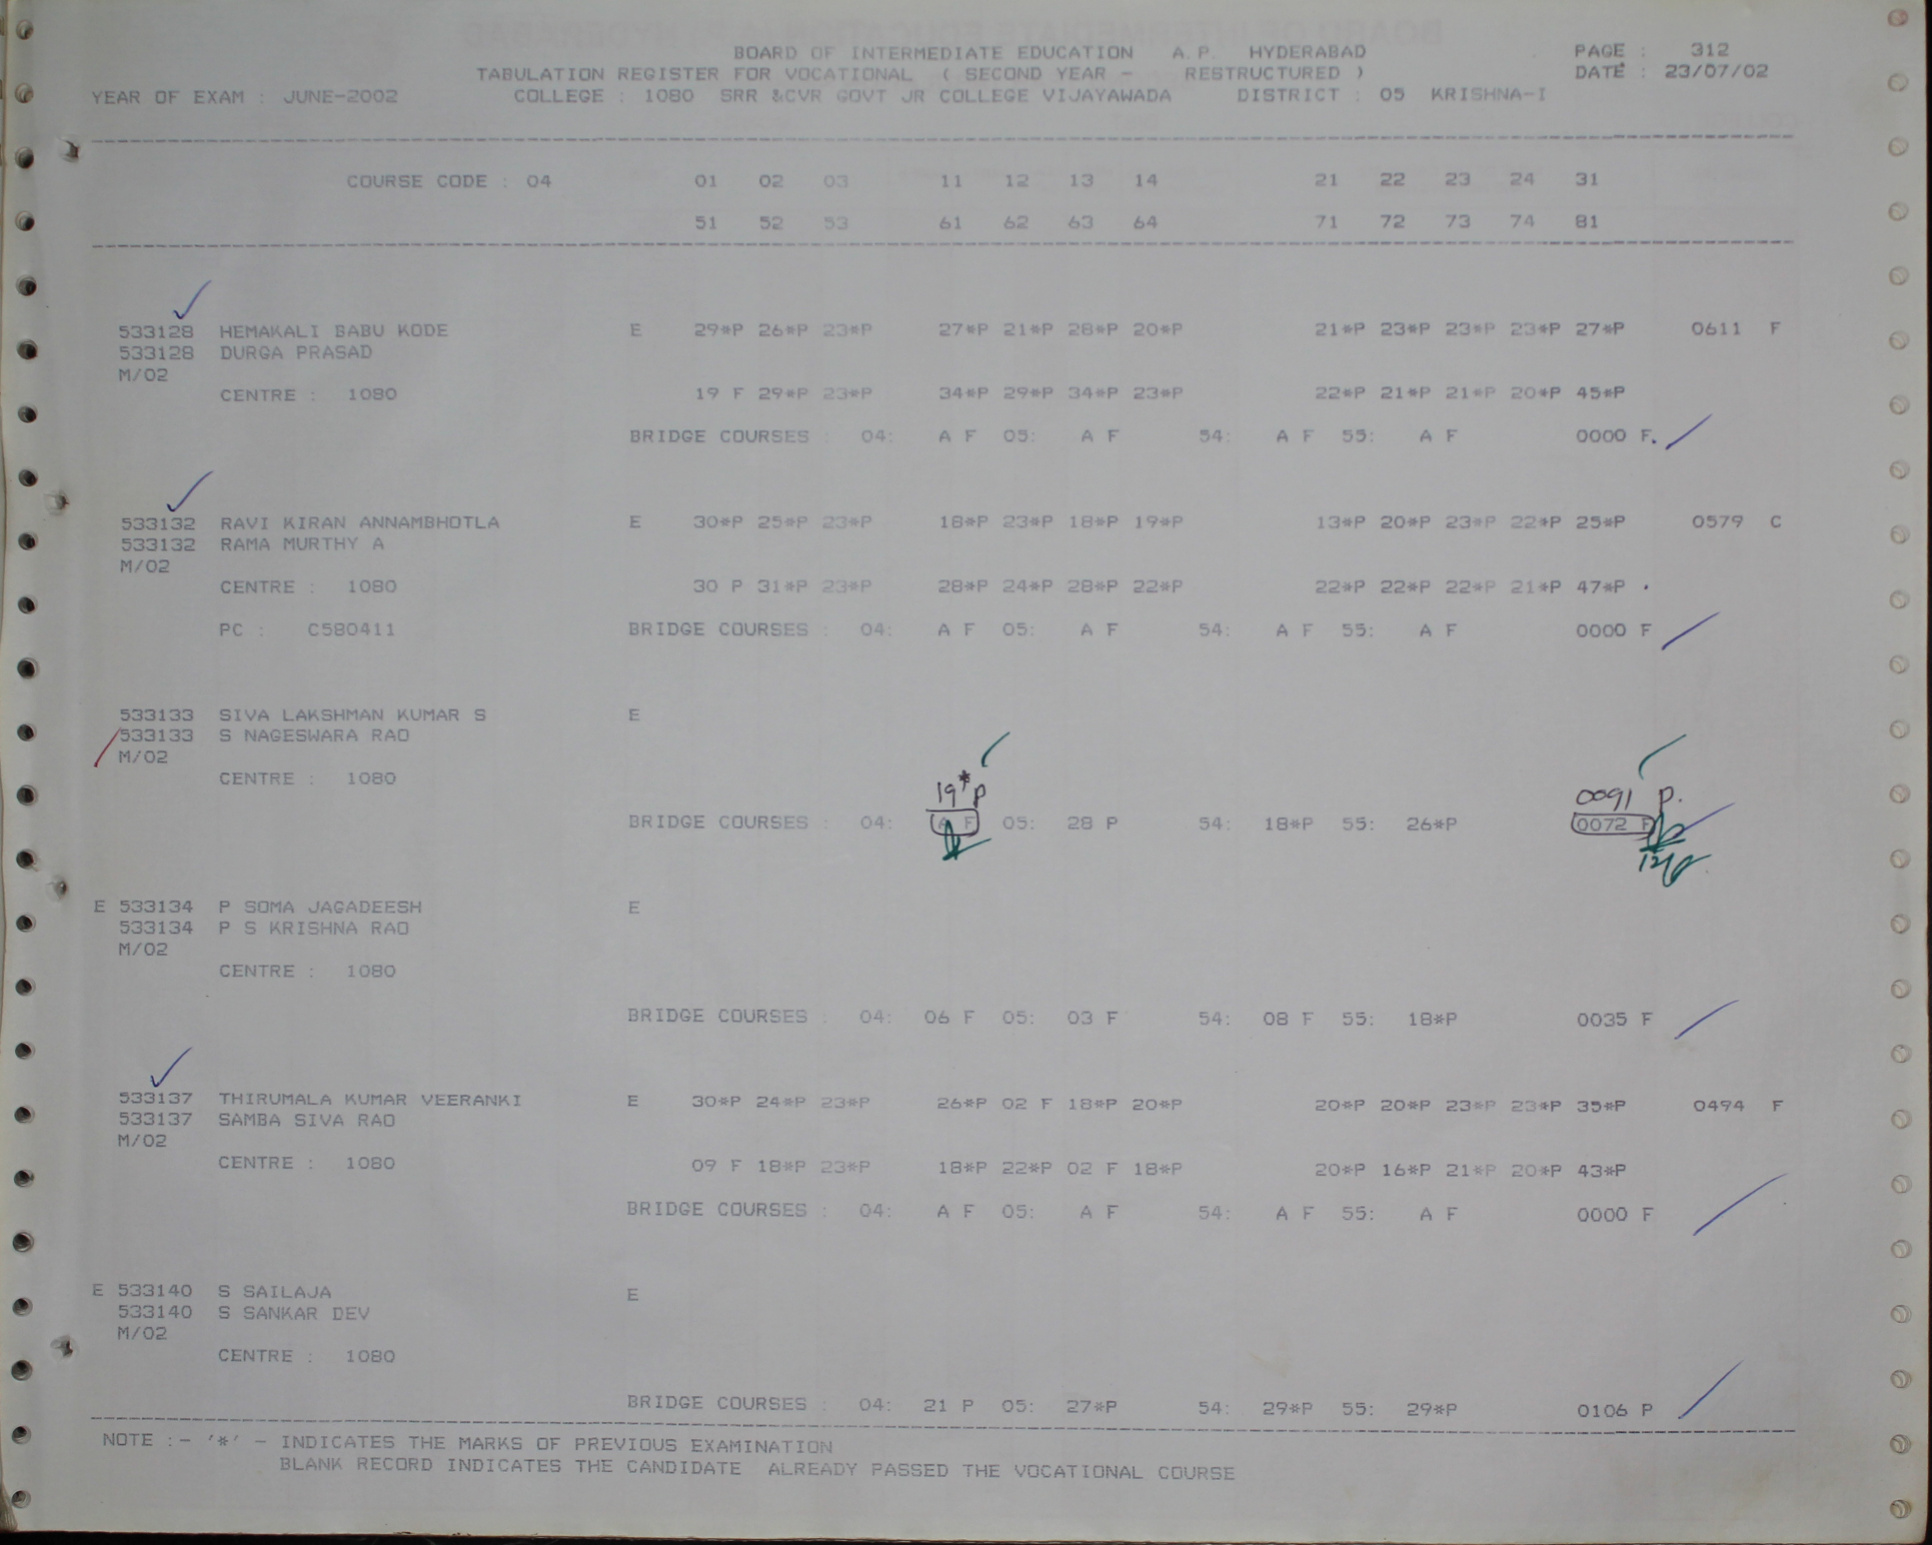 BOARD OF INTERMEDIATE EDUCATION A.P. HYDERABAD PAGE : 312
TABULATION REGISTER FOR VOCATIONAL ( SECOND YEAR - RESTRUCTURED ) DATE : 23/07/02
YEAR OF EXAM : JUNE-2002 COLLEGE : 1080 SRR &CVR GOVT JR COLLEGE VIJAYAWADA DISTRICT : 05 KRISHNA-I
COURSE CODE : 04 01 02 03 11 12 13 14 21 22 23 24 31
51 52 53 61 62 63 64 71 72 73 74 81
533128 HEMAKALI BABU KODE E 29*P 26*P 23*P 27*P 21*P 28*P 20*P 21*P 23*P 23*P 23*P 27*P 0611 F
533128 DURGA PRASAD
M/02
CENTRE : 1080 19 F 29*P 23*P 34*P 29*P 34*P 23*P 22*P 21*P 21*P 20*P 45*P
BRIDGE COURSES : 04: A F 05: A F 54: A F 55: A F 0000 F.
533132 RAVI KIRAN ANNAMBHOTLA E 30*P 25*P 23*P 18*P 23*P 18*P 19*P 13*P 20*P 23*P 22*P 25*P 0579 C
533132 RAMA MURTHY A
M/02
CENTRE : 1080 30 P 31*P 23*P 28*P 24*P 28*P 22*P 22*P 22*P 22*P 21*P 47*P
PC : C580411 BRIDGE COURSES : 04: A F 05: A F 54: A F 55: A F 0000 F
533133 SIVA LAKSHMAN KUMAR S E
533133 S NAGESWARA RAO
M/02
CENTRE : 1080
19*P 0091 P.
BRIDGE COURSES : 04: A F 05: 28 P 54: 18*P 55: 26*P 0072 F
E 533134 P SOMA JAGADEESH E
533134 P S KRISHNA RAO
M/02
CENTRE : 1080
BRIDGE COURSES : 04: 06 F 05: 03 F 54: 08 F 55: 18*P 0035 F
533137 THIRUMALA KUMAR VEERANKI E 30*P 24*P 23*P 26*P 02 F 18*P 20*P 20*P 20*P 23*P 23*P 35*P 0494 F
533137 SAMBA SIVA RAO
M/02
CENTRE : 1080 09 F 18*P 23*P 18*P 22*P 02 F 18*P 20*P 16*P 21*P 20*P 43*P
BRIDGE COURSES : 04: A F 05: A F 54: A F 55: A F 0000 F
E 533140 S SAILAJA E
533140 S SANKAR DEV
M/02
CENTRE : 1080
BRIDGE COURSES : 04: 21 P 05: 27*P 54: 29*P 55: 29*P 0106 P
NOTE :- '*' - INDICATES THE MARKS OF PREVIOUS EXAMINATION
BLANK RECORD INDICATES THE CANDIDATE ALREADY PASSED THE VOCATIONAL COURSE